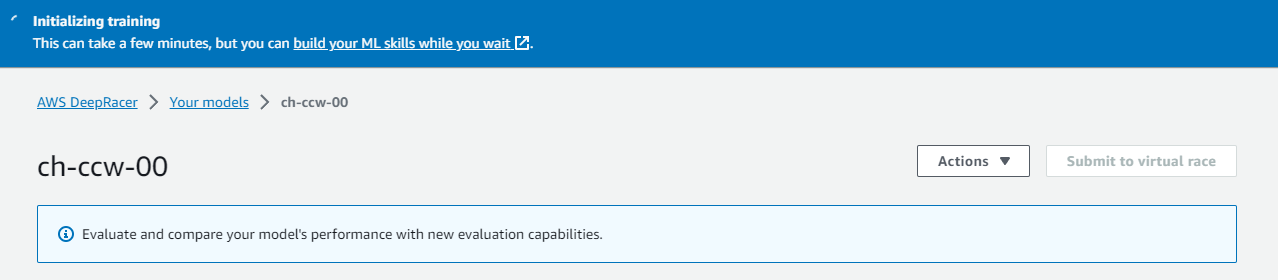 Initializing training
This can take a few minutes, but you can build your ML skills while you wait.
AWS DeepRacer > Your models > ch-ccw-00
ch-ccw-00
Actions
Submit to virtual race
Evaluate and compare your model's performance with new evaluation capabilities.